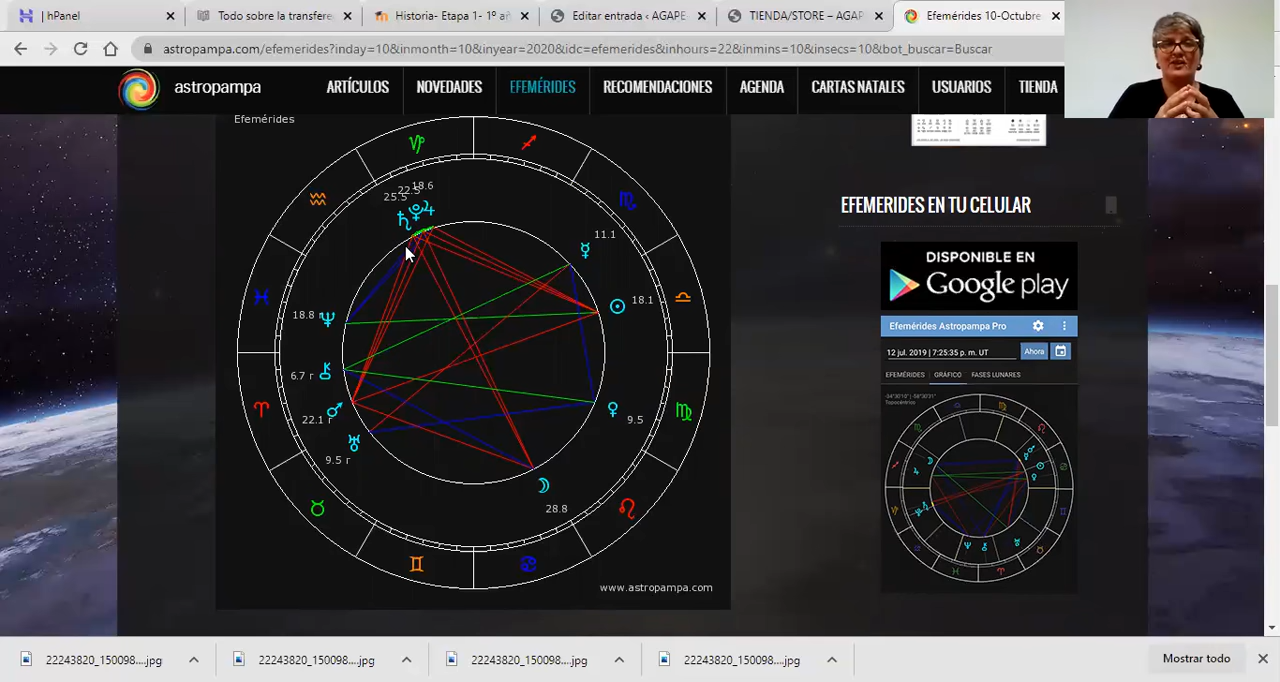 | hPanel
Todo sobre la transfere
Historia- Etapa 1- 1º añ
Editar entrada ‹ AGAPE
TIENDA/STORE – AGAP
Efemérides 10-Octubre
astropampa.com/efemerides?inday=10&inmonth=10&inyear=2020&idc=efemerides&inhours=22&inmins=10&insecs=10&bot_buscar=Buscar
astropampa
ARTÍCULOS
NOVEDADES
EFEMÉRIDES
RECOMENDACIONES
AGENDA
CARTAS NATALES
USUARIOS
TIENDA
Efemérides
♑ ♐
♒ ♏
25.5 22.5 18.6
♄ ♇ ♃
☿ 11.1
♓ ♎
18.8 ♆
☉ 18.1
6.7 r ⚷
♈ ♂
22.1 r
♀ 9.5
♍
♅
9.5 r
☽
28.8
♉ ♌
♊ ♋
www.astropampa.com
EFEMERIDES EN TU CELULAR
DISPONIBLE EN
Google play
Efemérides Astropampa Pro
12 jul. 2019 | 7:25:35 p. m. UT
Ahora
EFEMÉRIDES
GRÁFICO
FASES LUNARES
22243820_150098....jpg
22243820_150098....jpg
22243820_150098....jpg
22243820_150098....jpg
Mostrar todo